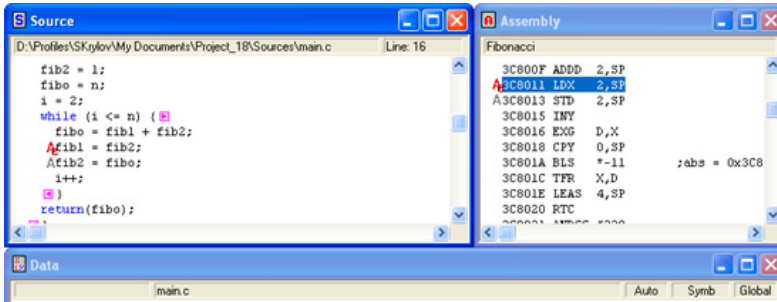 Source
D:\Profiles\SKrylov\My Documents\Project_18\Sources\main.c Line: 16
fib2 = 1;
fibo = n;
i = 2;
while (i <= n) {
fibo = fib1 + fib2;
fib1 = fib2;
fib2 = fibo;
i++;
}
return(fibo);
Assembly
Fibonacci
3C800F ADDD 2,SP
3C8011 LDX 2,SP
3C8013 STD 2,SP
3C8015 INY
3C8016 EXG D,X
3C8018 CPY 0,SP
3C801A BLS *-11 ;abs = 0x3C8
3C801C TFR X,D
3C801E LEAS 4,SP
3C8020 RTC
Data
main.c Auto Symb Global